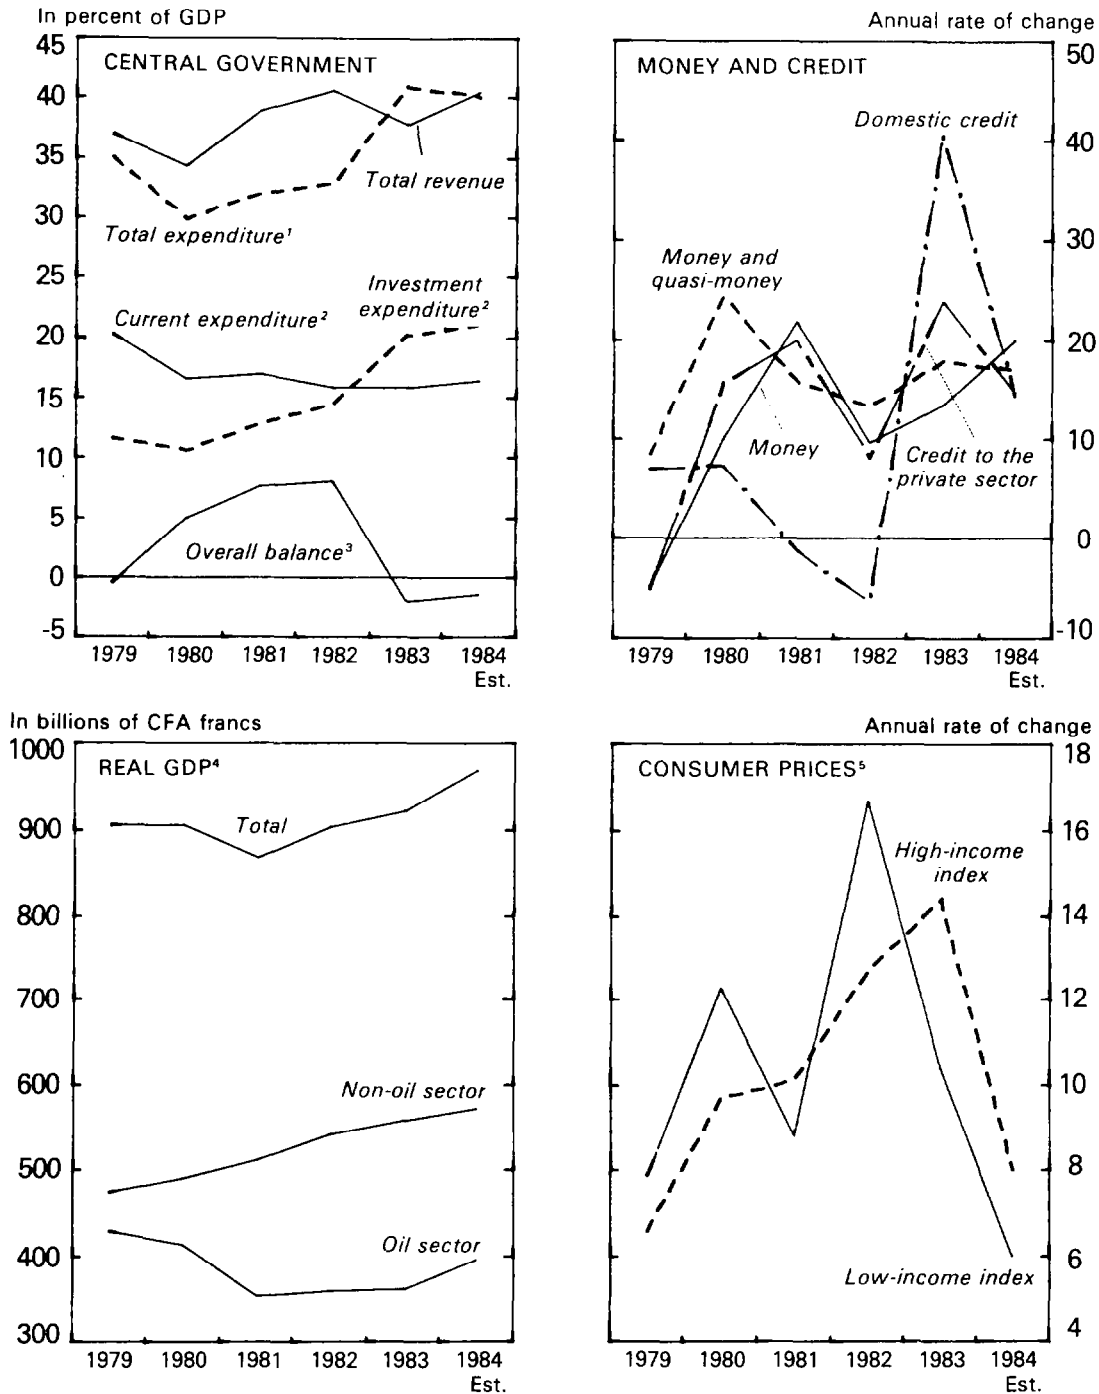 In percent of GDP
45
CENTRAL GOVERNMENT
40
35
Total revenue
30
Total expenditure¹
25
Investment
expenditure²
Current expenditure²
20
15
10
5
Overall balance³
0
-5
1979 1980 1981 1982 1983 1984
Est.
Annual rate of change
50
MONEY AND CREDIT
Domestic credit
40
30
Money and
quasi-money
20
10
Money
Credit to the
private sector
0
-10
1979 1980 1981 1982 1983 1984
Est.
In billions of CFA francs
1000
REAL GDP⁴
900
Total
800
700
600
Non-oil sector
500
400
Oil sector
300
1979 1980 1981 1982 1983 1984
Est.
Annual rate of change
18
CONSUMER PRICES⁵
16
High-income
index
14
12
10
8
6
Low-income index
4
1979 1980 1981 1982 1983 1984
Est.